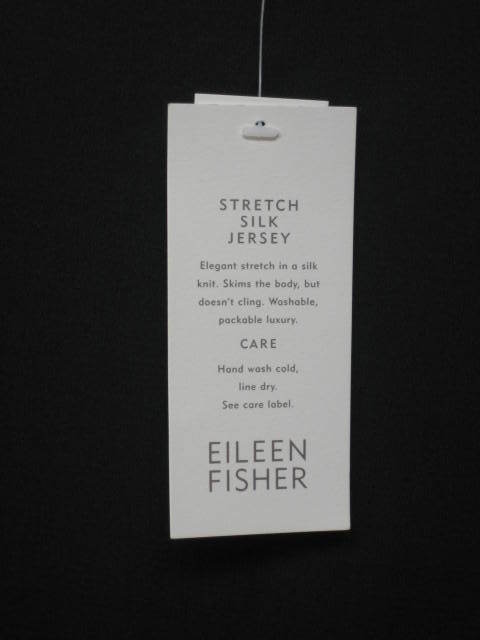 STRETCH
SILK
JERSEY
Elegant stretch in a silk
knit. Skims the body, but
doesn't cling. Washable,
packable luxury.
CARE
Hand wash cold,
line dry.
See care label.
EILEEN
FISHER